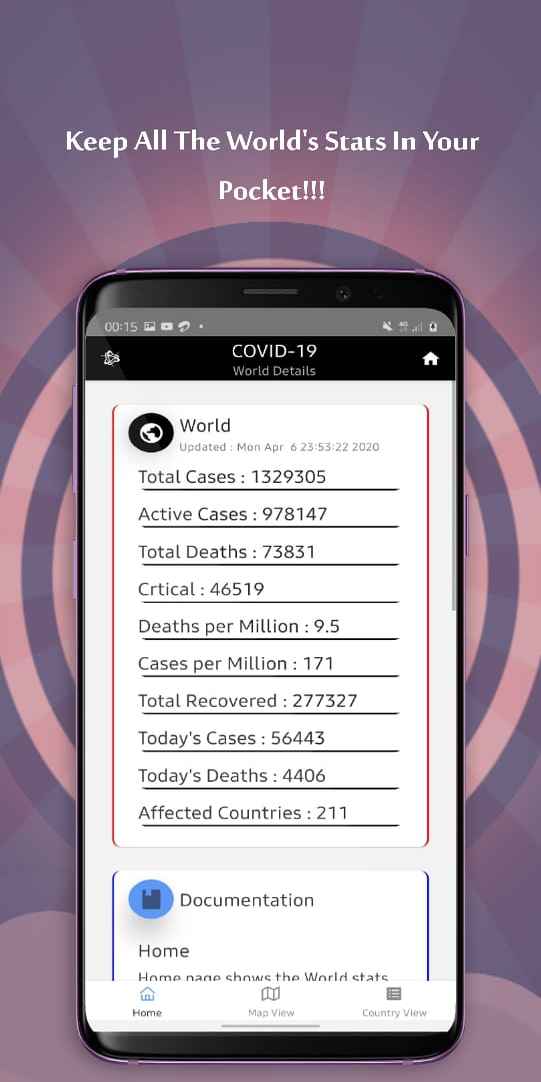 Keep All The World's Stats In Your
Pocket!!!
00:15
4G
COVID-19
World Details
World
Updated : Mon Apr 6 23:53:22 2020
Total Cases : 1329305
Active Cases : 978147
Total Deaths : 73831
Crtical : 46519
Deaths per Million : 9.5
Cases per Million : 171
Total Recovered : 277327
Today's Cases : 56443
Today's Deaths : 4406
Affected Countries : 211
Documentation
Home
Home page shows the World stats
Home Map View Country View